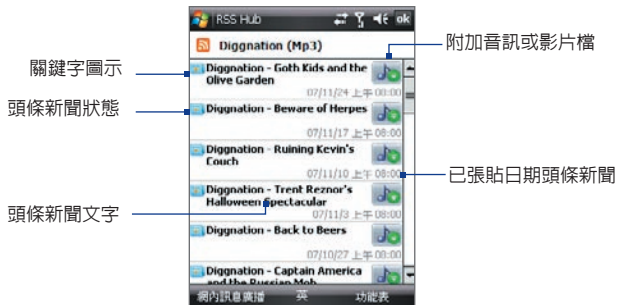 RSS Hub ok
Diggnation (Mp3)
附加音訊或影片檔
關鍵字圖示
Diggnation - Goth Kids and the
Olive Garden
07/11/24 上午 08:00
頭條新聞狀態
Diggnation - Beware of Herpes
07/11/17 上午 08:00
Diggnation - Ruining Kevin's
Couch
07/11/10 上午 08:00
已張貼日期頭條新聞
Diggnation - Trent Reznor's
Halloween Spectacular
07/11/3 上午 08:00
頭條新聞文字
Diggnation - Back to Beers
07/10/27 上午 08:00
Diggnation - Captain America
and the Russian Mob
網內訊息廣播 英 功能表